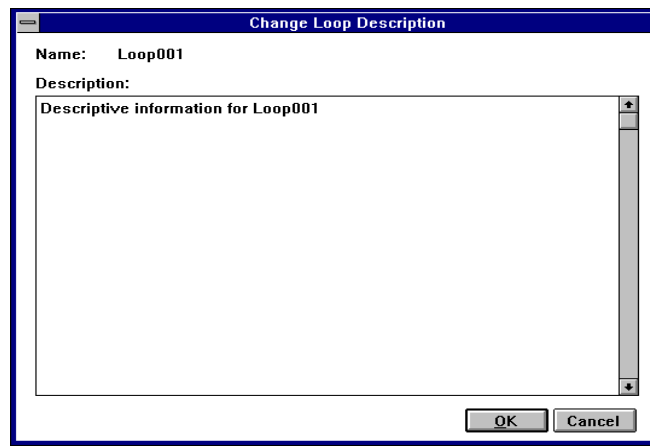 Change Loop Description
Name: Loop001
Description:
Descriptive information for Loop001
OK Cancel